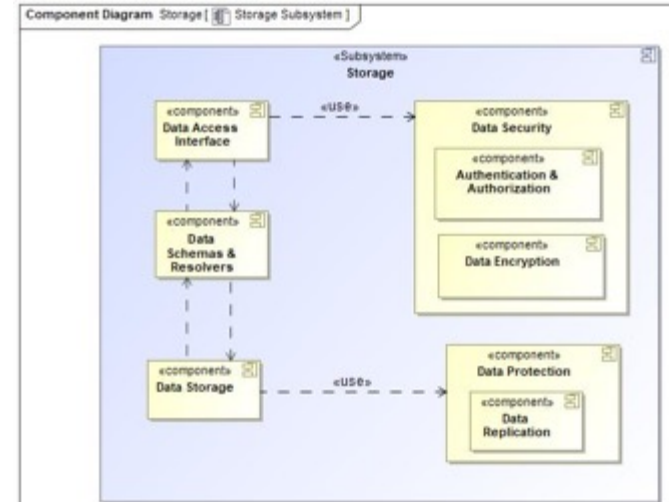 Component Diagram Storage [ Storage Subsystem ]
«Subsystem»
Storage
«component»
Data Access
Interface
«use»
«component»
Data Security
«component»
Authentication &
Authorization
«component»
Data
Schemas &
Resolvers
«component»
Data Encryption
«component»
Data Storage
«use»
«component»
Data Protection
«component»
Data
Replication